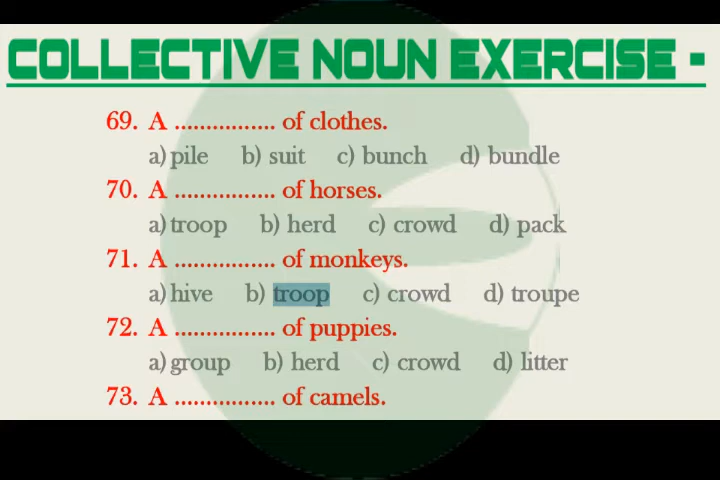 COLLECTIVE NOUN EXERCISE -
69. A ................ of clothes.
a) pile b) suit c) bunch d) bundle
70. A ................ of horses.
a) troop b) herd c) crowd d) pack
71. A ................ of monkeys.
a) hive b) troop c) crowd d) troupe
72. A ................ of puppies.
a) group b) herd c) crowd d) litter
73. A ................ of camels.